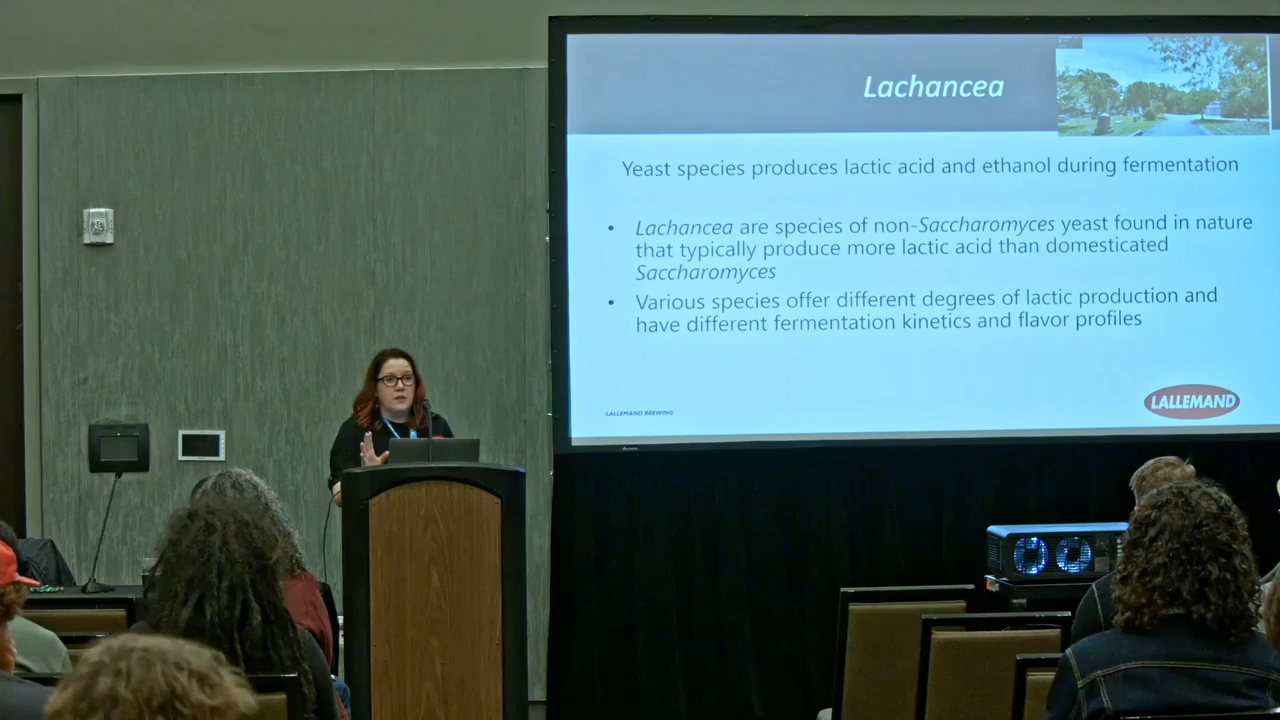 Lachancea
Yeast species produces lactic acid and ethanol during fermentation
• Lachancea are species of non-Saccharomyces yeast found in nature
that typically produce more lactic acid than domesticated
Saccharomyces
• Various species offer different degrees of lactic production and
have different fermentation kinetics and flavor profiles
LALLEMAND BREWING
LALLEMAND